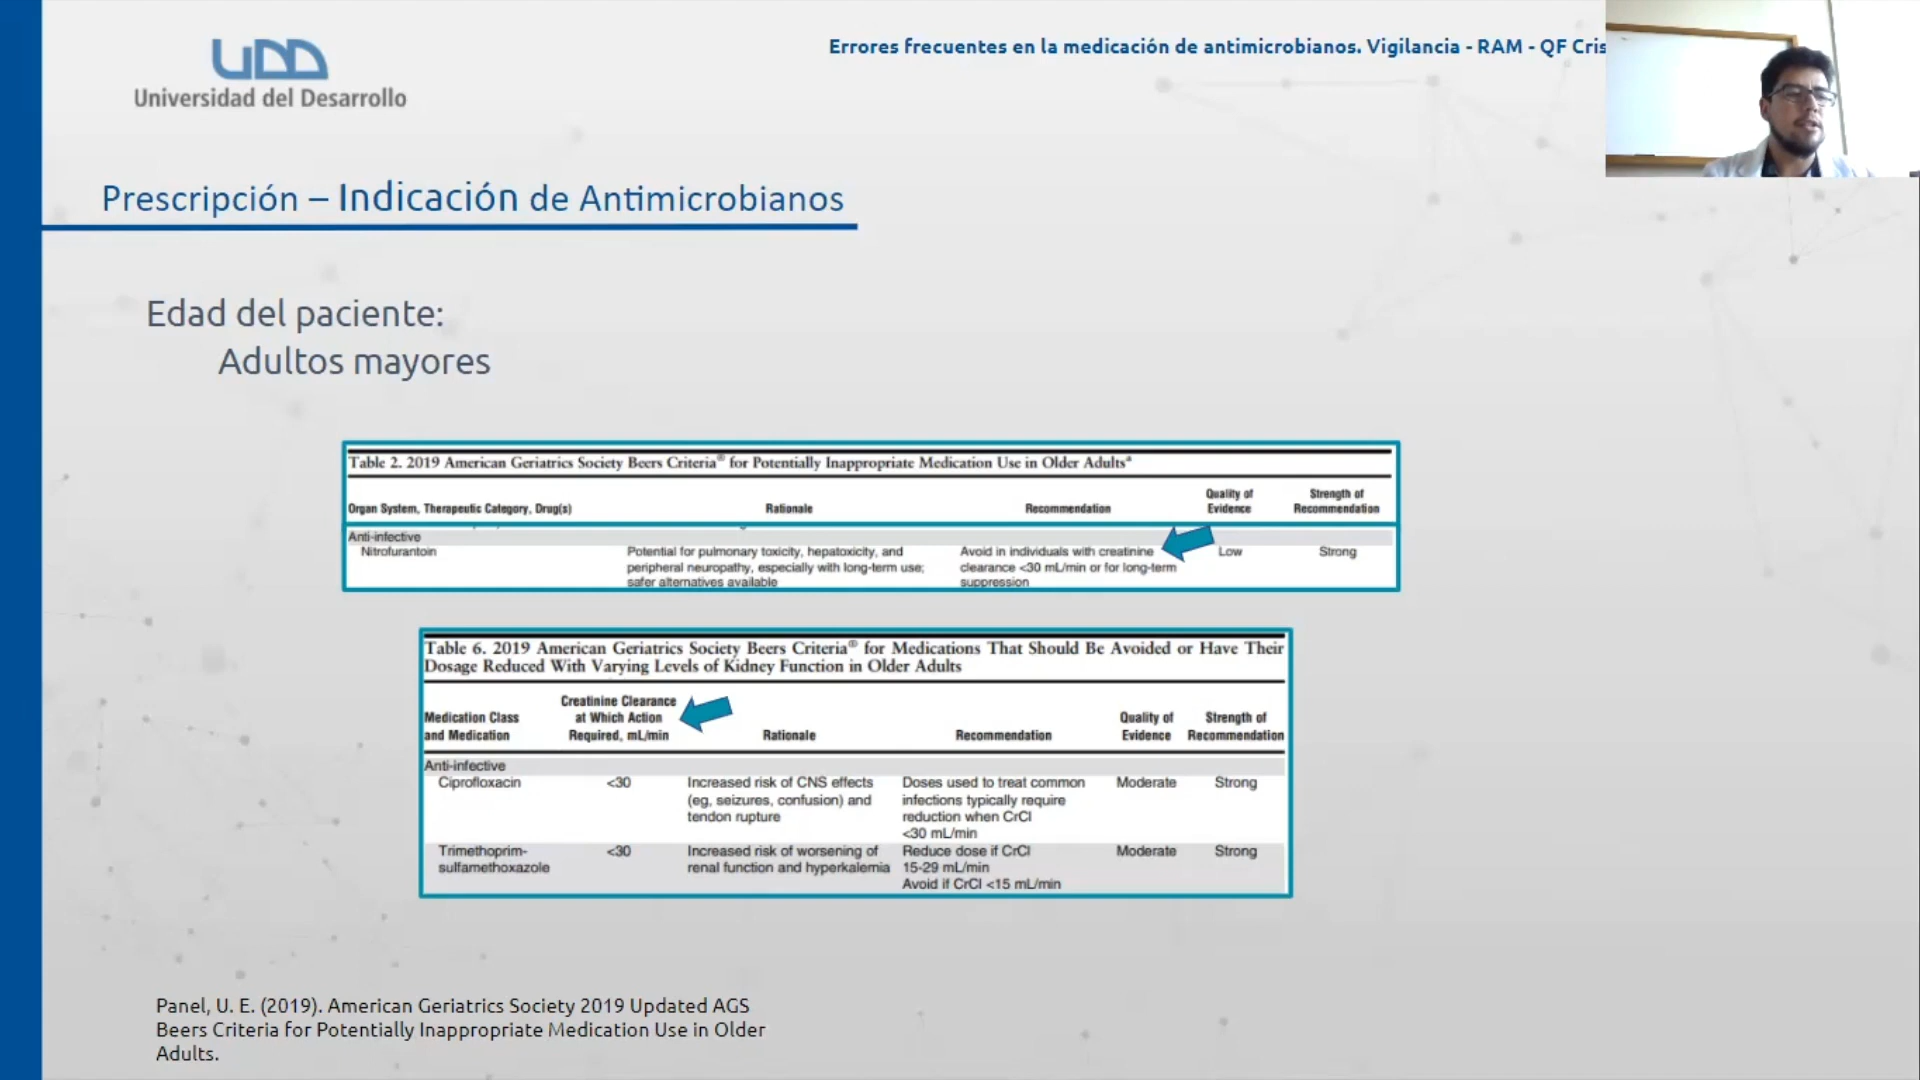 UDD
Universidad del Desarrollo
Errores frecuentes en la medicación de antimicrobianos. Vigilancia - RAM - QF Cris
Prescripción – Indicación de Antimicrobianos
Edad del paciente:
Adultos mayores
Table 2. 2019 American Geriatrics Society Beers Criteria® for Potentially Inappropriate Medication Use in Older Adultsᵃ
Organ System, Therapeutic Category, Drug(s) Rationale Recommendation Quality of Evidence Strength of Recommendation
Anti-infective
Nitrofurantoin Potential for pulmonary toxicity, hepatoxicity, and Avoid in individuals with creatinine Low Strong
peripheral neuropathy, especially with long-term use; clearance <30 mL/min or for long-term
safer alternatives available suppression
Table 6. 2019 American Geriatrics Society Beers Criteria® for Medications That Should Be Avoided or Have Their
Dosage Reduced With Varying Levels of Kidney Function in Older Adults
Creatinine Clearance
Medication Class at Which Action Quality of Strength of
and Medication Required, mL/min Rationale Recommendation Evidence Recommendation
Anti-infective
Ciprofloxacin <30 Increased risk of CNS effects Doses used to treat common Moderate Strong
(eg, seizures, confusion) and infections typically require
tendon rupture reduction when CrCl
<30 mL/min
Trimethoprim- <30 Increased risk of worsening of Reduce dose if CrCl Moderate Strong
sulfamethoxazole renal function and hyperkalemia 15-29 mL/min
Avoid if CrCl <15 mL/min
Panel, U. E. (2019). American Geriatrics Society 2019 Updated AGS
Beers Criteria for Potentially Inappropriate Medication Use in Older
Adults.